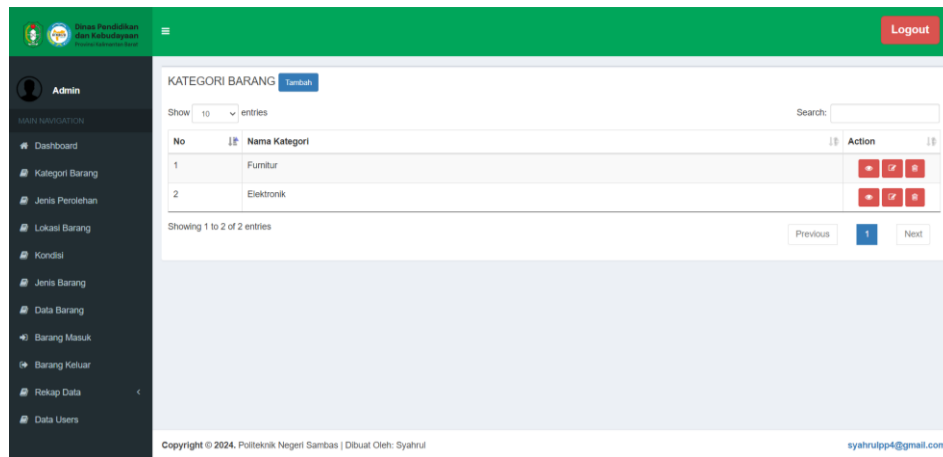 Dinas Pendidikan
dan Kebudayaan
Provinsi Kalimantan Barat
Logout
Admin
MAIN NAVIGATION
Dashboard
Kategori Barang
Jenis Perolehan
Lokasi Barang
Kondisi
Jenis Barang
Data Barang
Barang Masuk
Barang Keluar
Rekap Data
Data Users
KATEGORI BARANG Tambah
Show 10 entries Search:
No Nama Kategori Action
1 Furnitur
2 Elektronik
Showing 1 to 2 of 2 entries
Previous 1 Next
Copyright © 2024. Politeknik Negeri Sambas | Dibuat Oleh: Syahrul
syahrulpp4@gmail.com